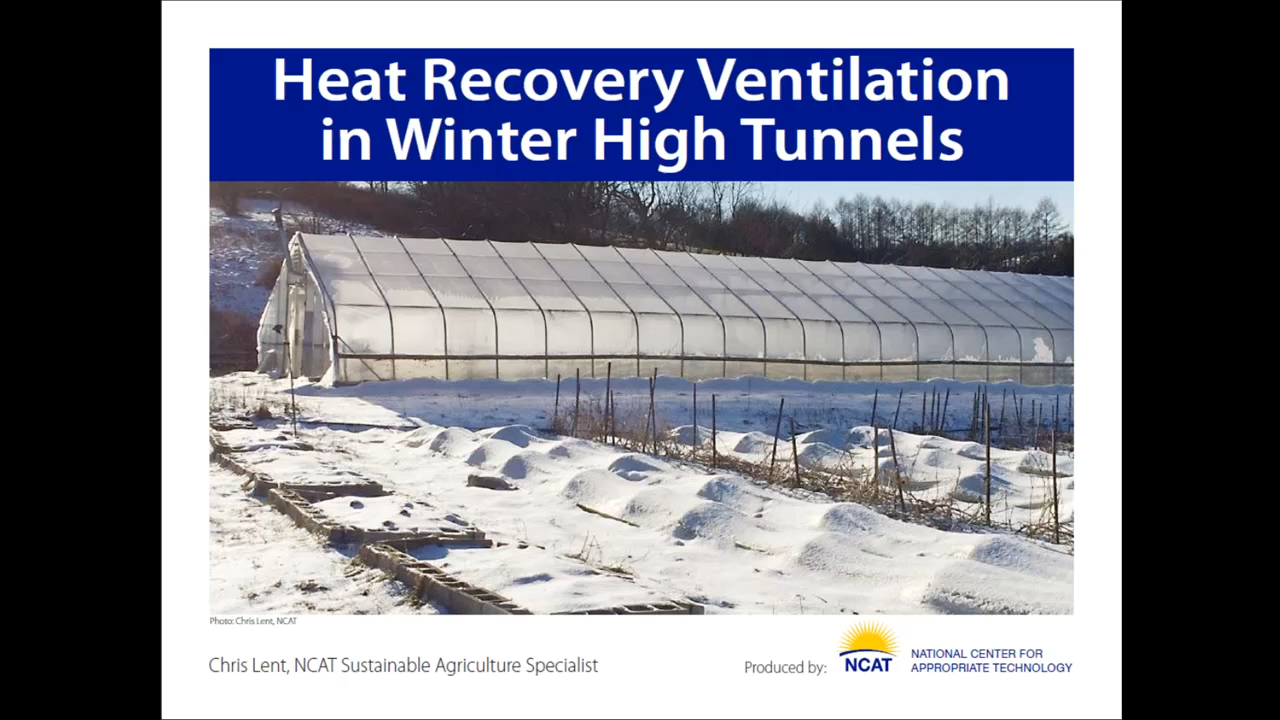 Heat Recovery Ventilation
in Winter High Tunnels
Photo: Chris Lent, NCAT
Chris Lent, NCAT Sustainable Agriculture Specialist
Produced by:
NCAT
NATIONAL CENTER FOR
APPROPRIATE TECHNOLOGY